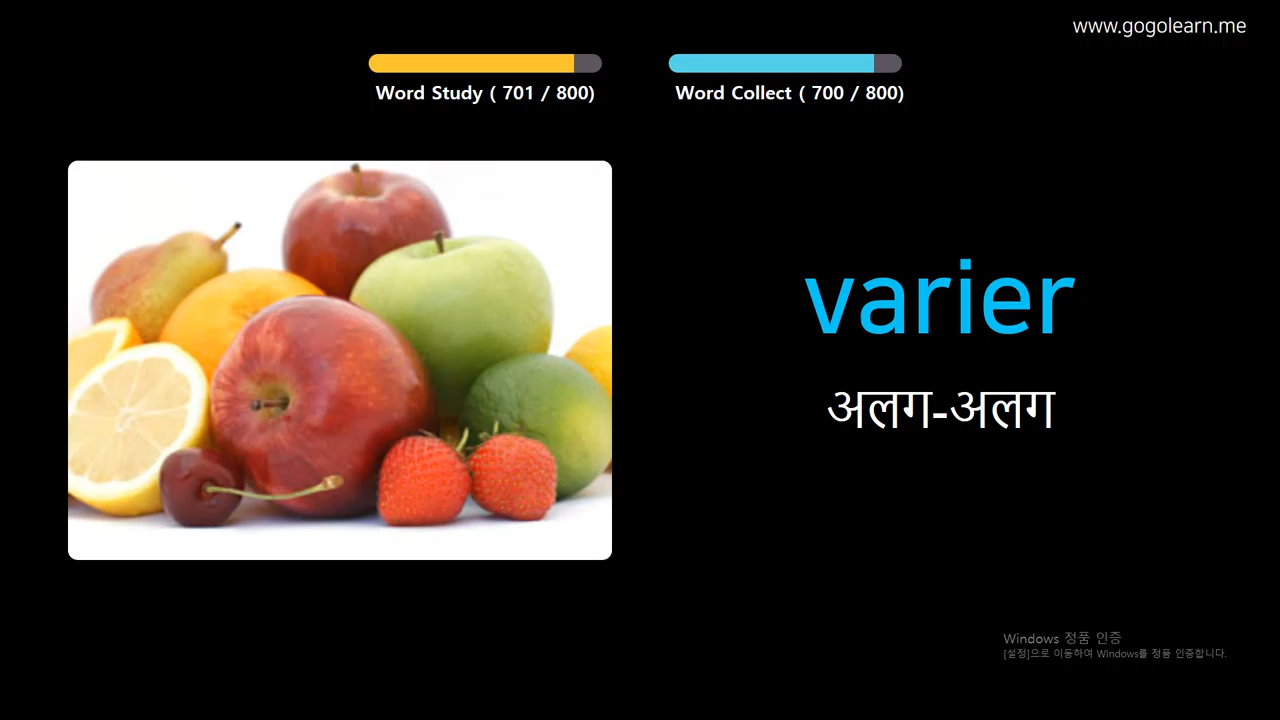 www.gogolearn.me
Word Study ( 701 / 800)
Word Collect ( 700 / 800)
varier
अलग-अलग
Windows 정품 인증
[설정]으로 이동하여 Windows를 정품 인증합니다.